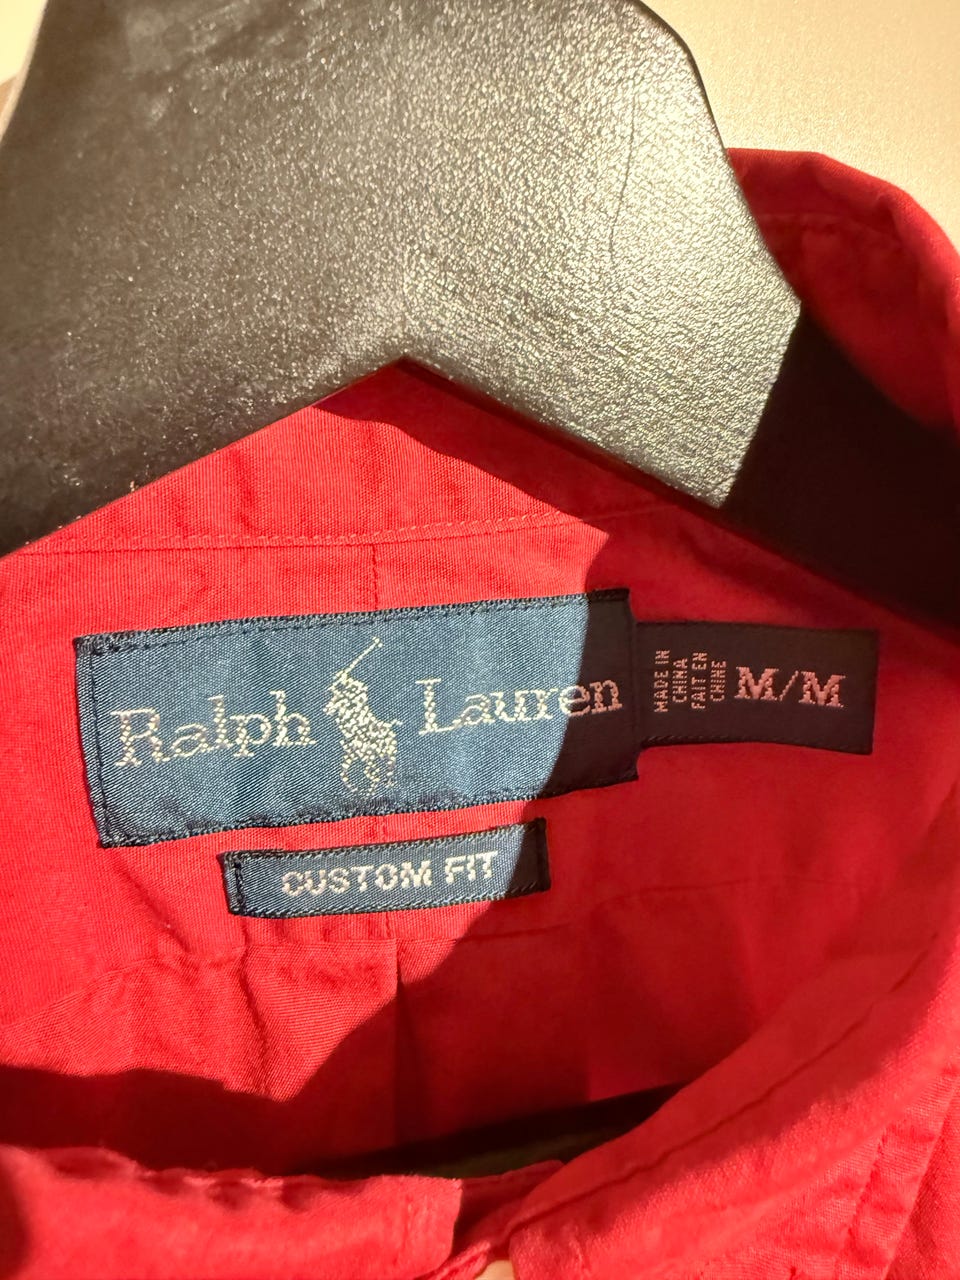 Ralph Lauren
MADE IN
CHINA
FAIT EN
CHINE
M/M
CUSTOM FIT